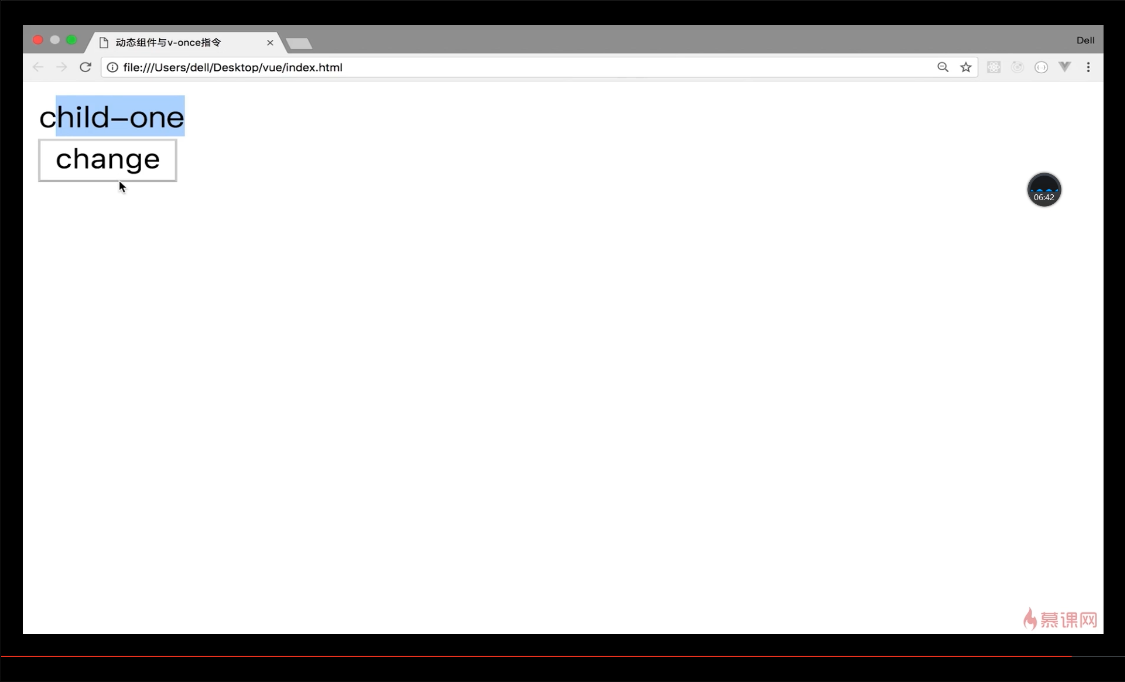 动态组件与v-once指令
Dell
file:///Users/dell/Desktop/vue/index.html
child-one
change
06:42
慕课网